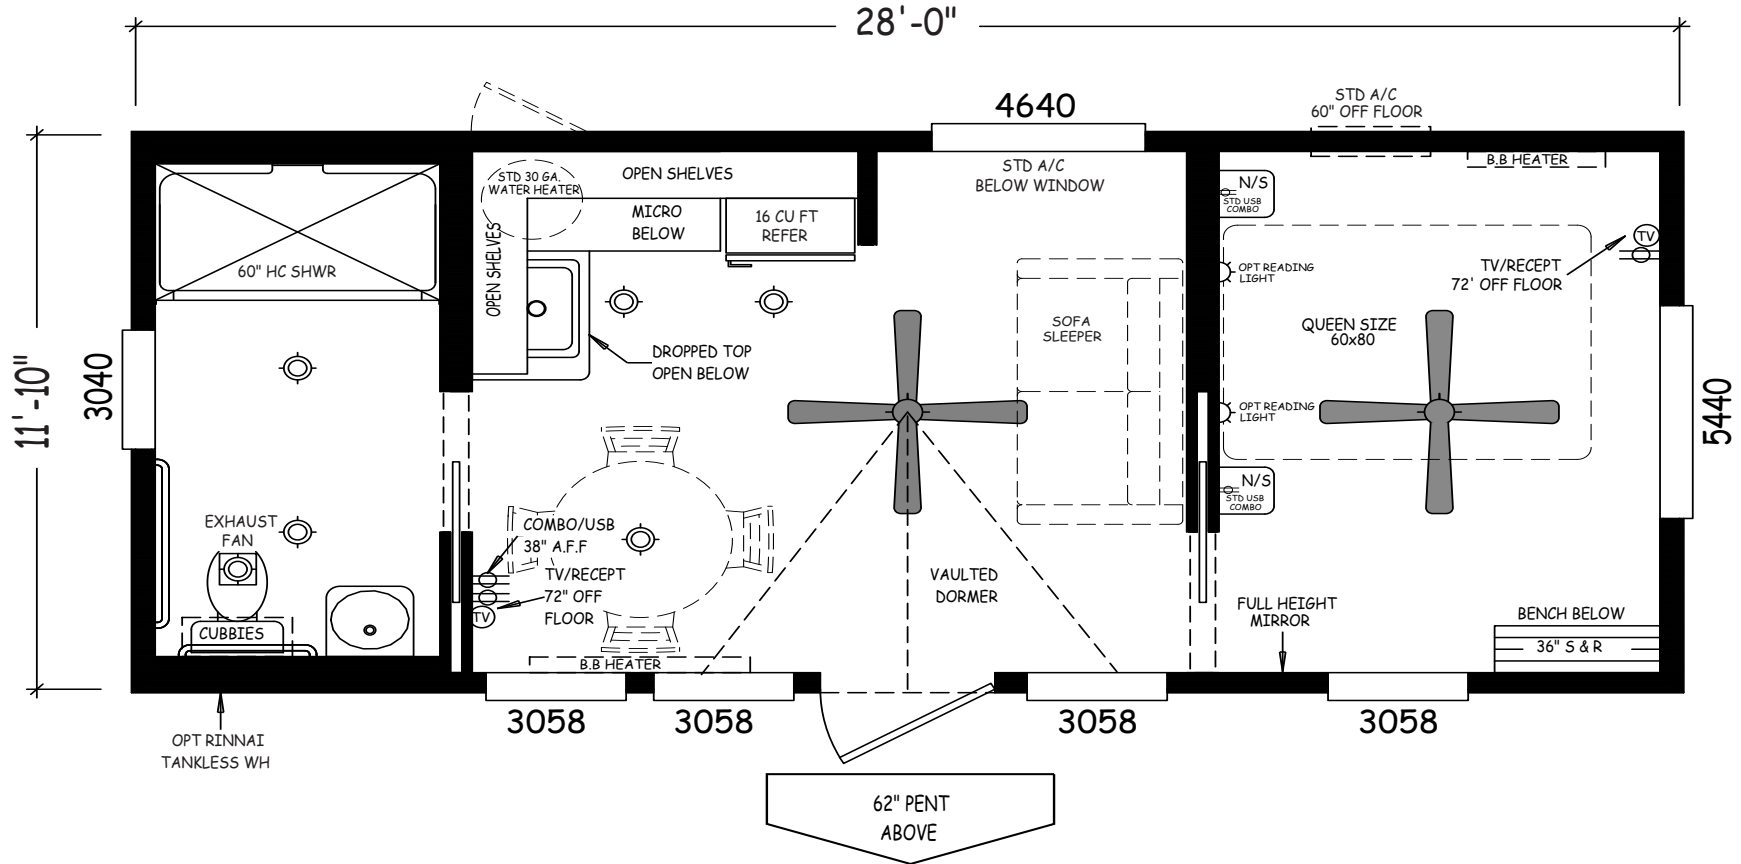 28'-0"
4640
STD A/C
60" OFF FLOOR
B.B HEATER
STD A/C
BELOW WINDOW
OPEN SHELVES
STD 30 GA.
WATER HEATER
MICRO
BELOW
16 CU FT
REFER
OPEN SHELVES
60" HC SHWR
N/S
STD USB
COMBO
TV
TV/RECEPT
72' OFF FLOOR
OPT READING
LIGHT
SOFA
SLEEPER
QUEEN SIZE
60x80
DROPPED TOP
OPEN BELOW
11'-10"
3040
5440
OPT READING
LIGHT
N/S
STD USB
COMBO
EXHAUST
FAN
COMBO/USB
38" A.F.F
TV/RECEPT
72" OFF
FLOOR
TV
VAULTED
DORMER
FULL HEIGHT
MIRROR
BENCH BELOW
36" S & R
CUBBIES
B.B HEATER
3058
3058
3058
3058
OPT RINNAI
TANKLESS WH
62" PENT
ABOVE